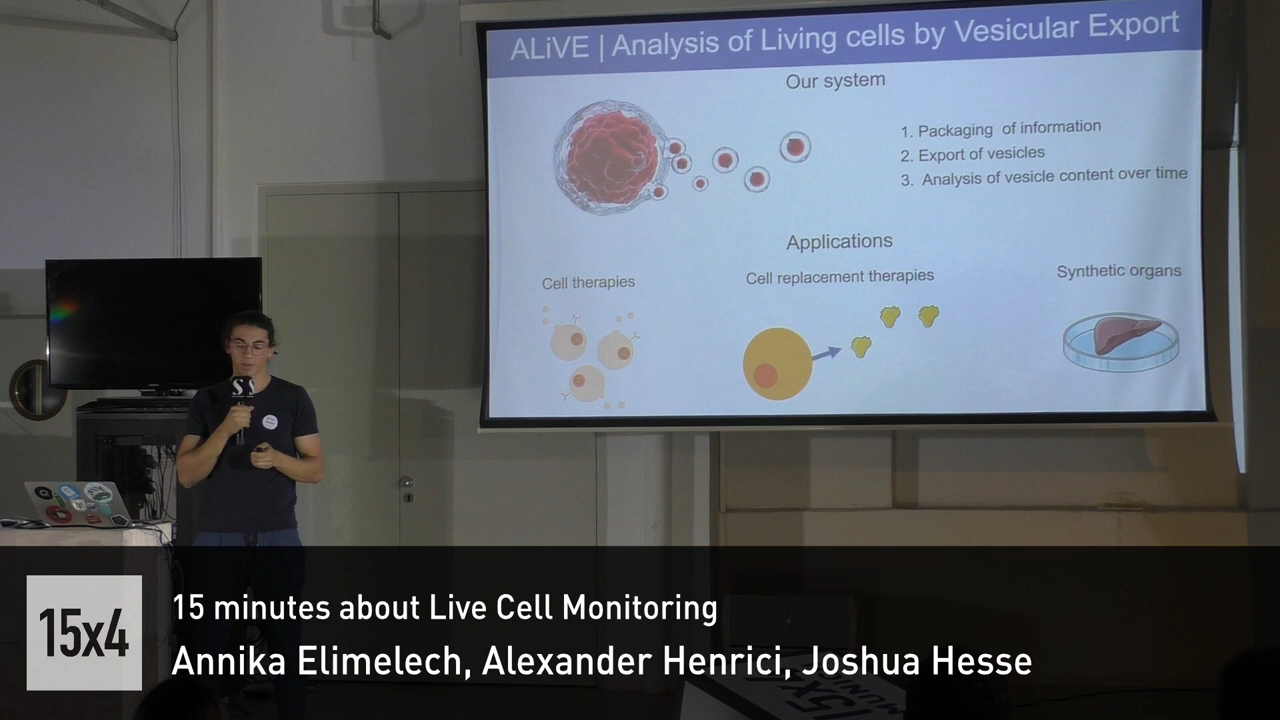 ALiVE | Analysis of Living cells by Vesicular Export
Our system
1. Packaging of information
2. Export of vesicles
3. Analysis of vesicle content over time
Applications
Cell therapies
Cell replacement therapies
Synthetic organs
15x4
15 minutes about Live Cell Monitoring
Annika Elimelech, Alexander Henrici, Joshua Hesse
15x4